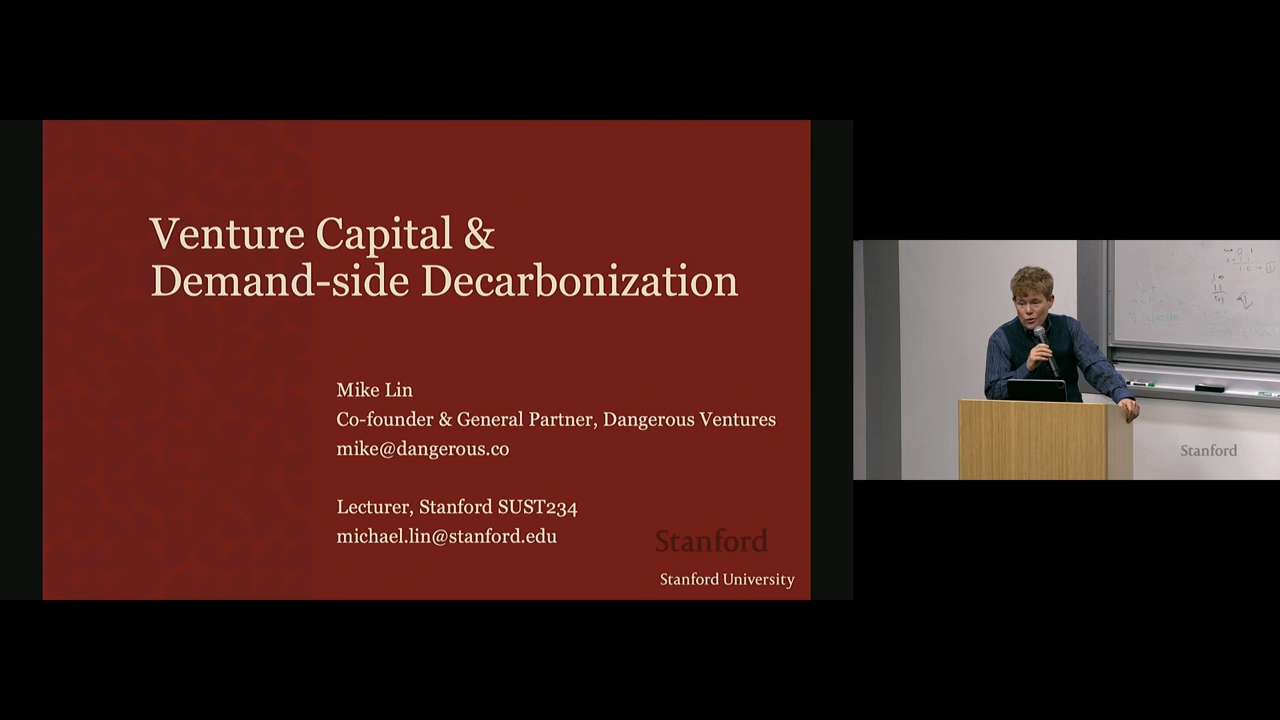 Venture Capital &
Demand-side Decarbonization
Mike Lin
Co-founder & General Partner, Dangerous Ventures
mike@dangerous.co
Lecturer, Stanford SUST234
michael.lin@stanford.edu
Stanford
Stanford University
Stanford